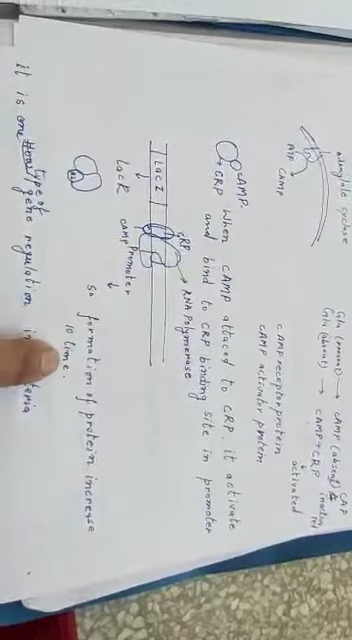 adenylate cyclase
ATP
CAMP
Glu (present) → CAMP (absent) CAP
inactivated
Glu (absent) → CAMP + CRP
activated
CAMP receptor protein
CAMP activator protein
CAMP.
CRP
When CAMP attaced to CRP. it activate
and bind to CRP binding site in promoter
CRP
RNA Polymerase
Lac I
CAMP Promoter
Lac R
So formation of protein increase
10 time.
it is type of gene regulation in